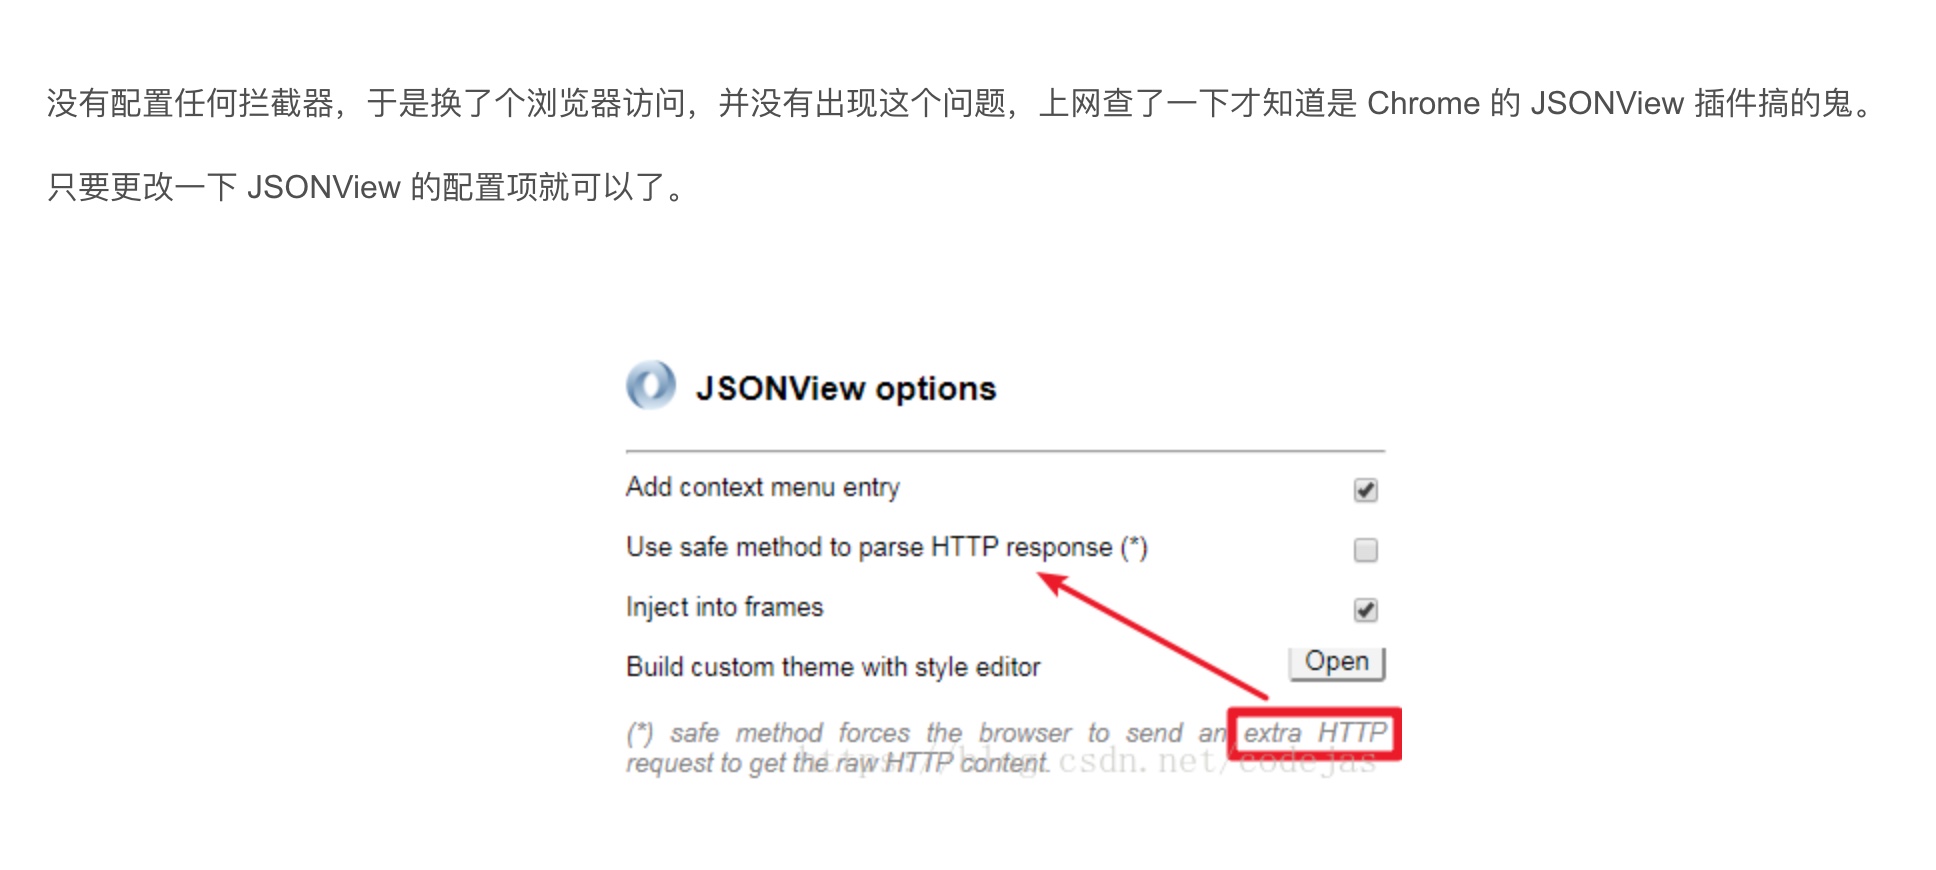 没有配置任何拦截器，于是换了个浏览器访问，并没有出现这个问题，上网查了一下才知道是 Chrome 的 JSONView 插件搞的鬼。
只要更改一下 JSONView 的配置项就可以了。
JSONView options
Add context menu entry
Use safe method to parse HTTP response (*)
Inject into frames
Build custom theme with style editor Open
(*) safe method forces the browser to send an extra HTTP
request to get the raw HTTP content.
https://blog.csdn.net/codejas